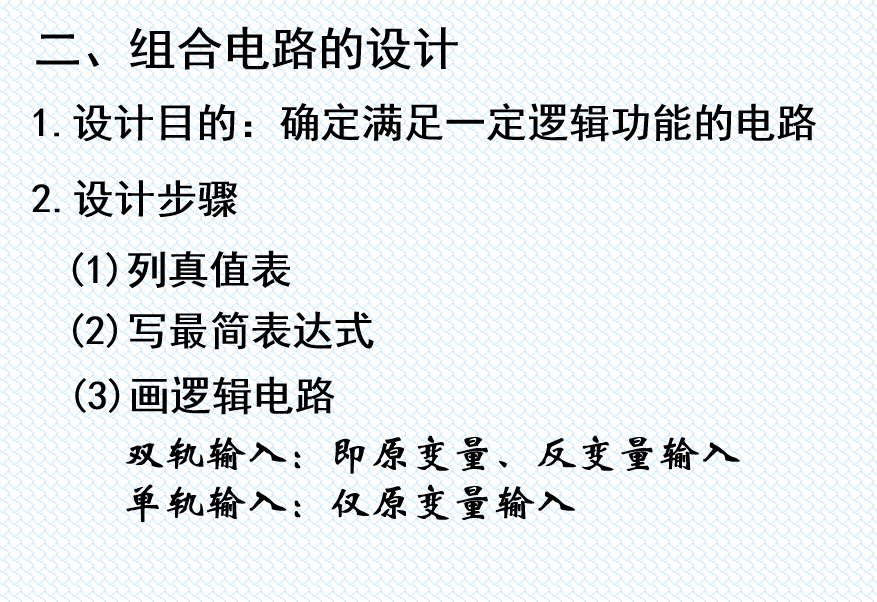 二、组合电路的设计
1.设计目的：确定满足一定逻辑功能的电路
2.设计步骤
(1)列真值表
(2)写最简表达式
(3)画逻辑电路
双轨输入：即原变量、反变量输入
单轨输入：仅原变量输入